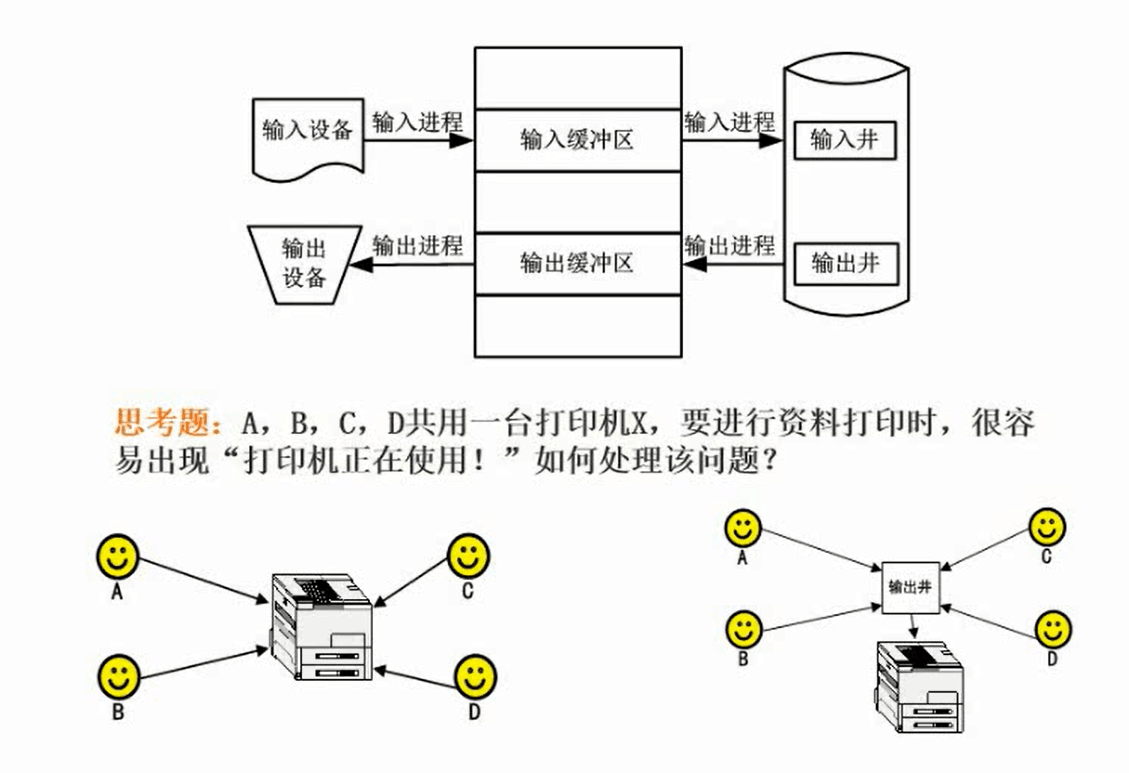 输入设备
输入进程
输入缓冲区
输入进程
输入井
输出
设备
输出进程
输出缓冲区
输出进程
输出井
思考题：A，B，C，D共用一台打印机X，要进行资料打印时，很容
易出现“打印机正在使用！”如何处理该问题？
A
C
B
D
A
C
输出井
B
D